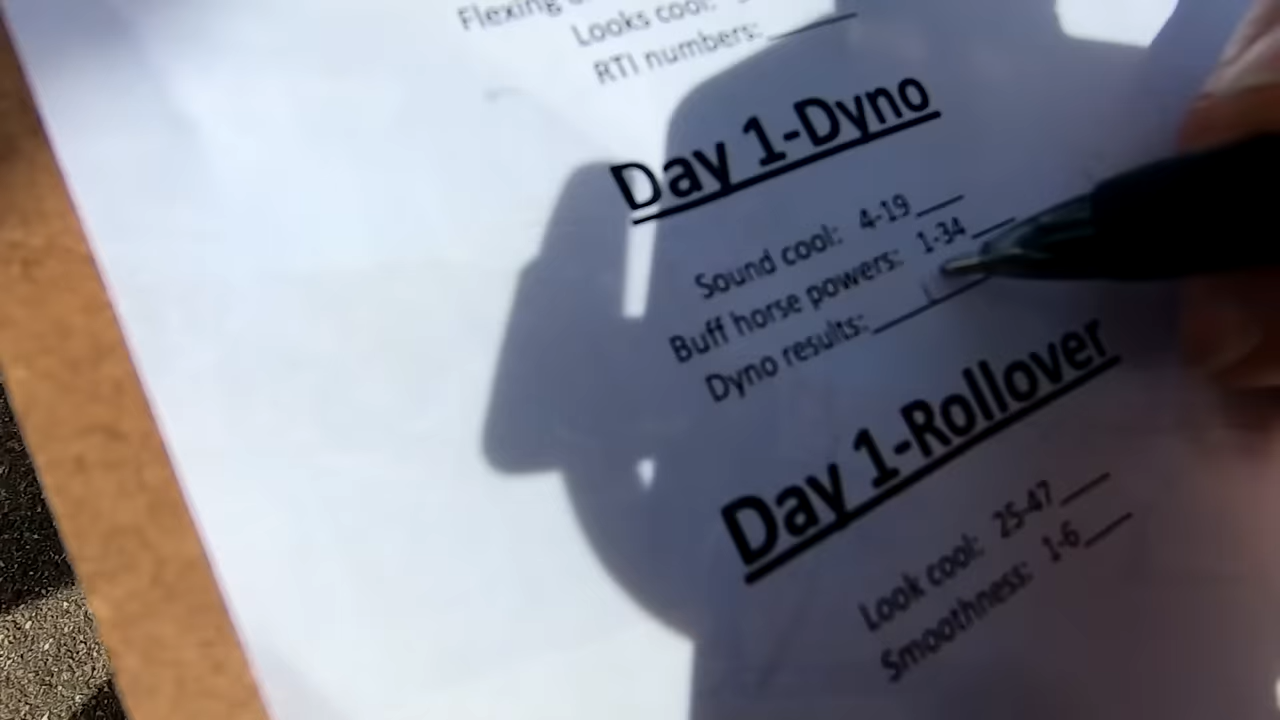 Flexing
Looks cool:
RTI numbers:
Day 1-Dyno
Sound cool: 4-19
Buff horse powers: 1-34
Dyno results:
Day 1-Rollover
Look cool: 25-47
Smoothness: 1-6